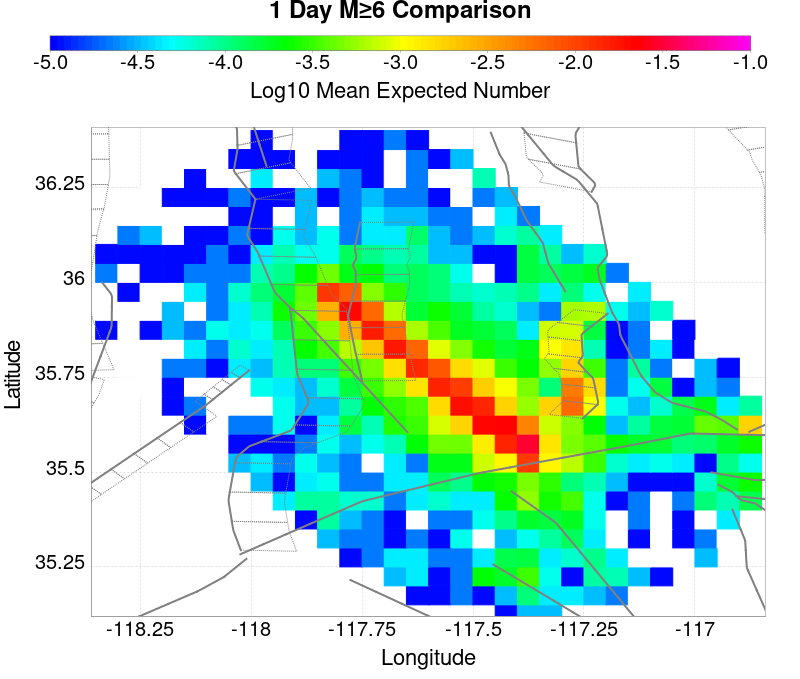 1 Day M≥6 Comparison
-5.0 -4.5 -4.0 -3.5 -3.0 -2.5 -2.0 -1.5 -1.0
Log10 Mean Expected Number
36.25
36
35.75
35.5
35.25
Latitude
-118.25 -118 -117.75 -117.5 -117.25 -117
Longitude